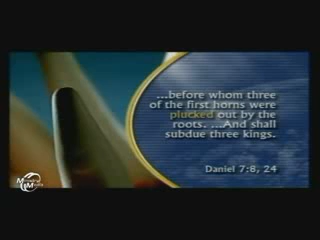 ...before whom three
of the first horns were
plucked out by the
roots. ...And shall
subdue three kings.
Daniel 7:8, 24